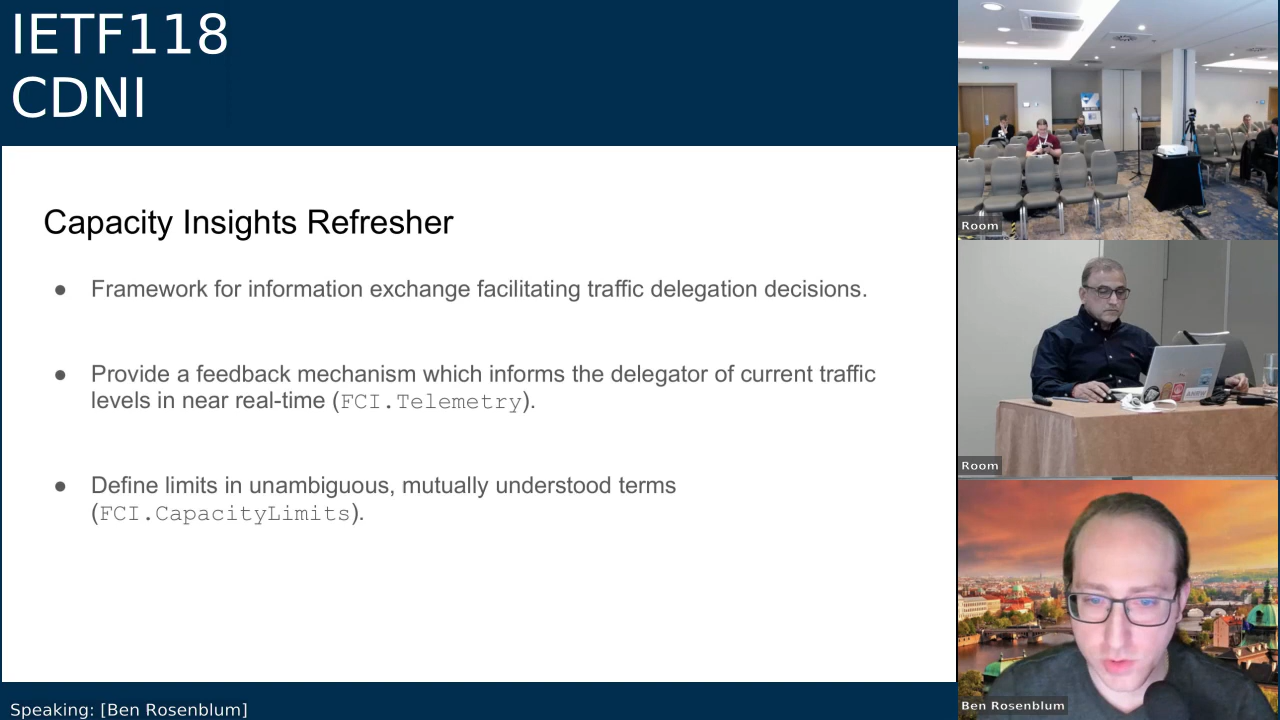 IETF118
CDNI
Capacity Insights Refresher
● Framework for information exchange facilitating traffic delegation decisions.
● Provide a feedback mechanism which informs the delegator of current traffic
levels in near real-time (FCI.Telemetry).
● Define limits in unambiguous, mutually understood terms
(FCI.CapacityLimits).
Speaking: [Ben Rosenblum]
Room
Room
Ben Rosenblum